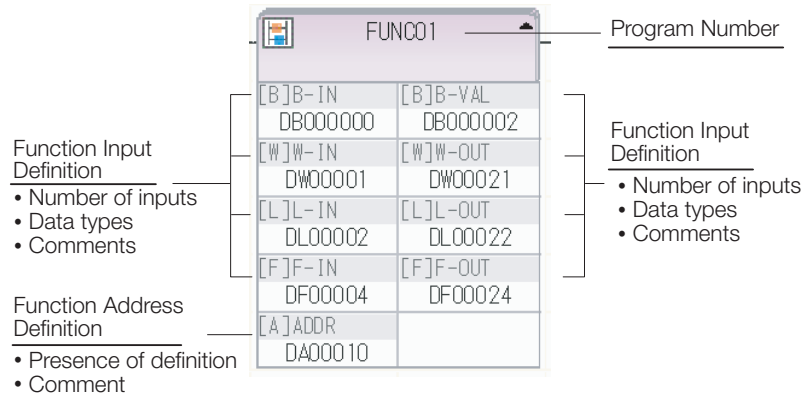 FUNC01
Program Number
[B]B-IN [B]B-VAL
DB000000 DB000002
[W]W-IN [W]W-OUT
DW00001 DW00021
[L]L-IN [L]L-OUT
DL00002 DL00022
[F]F-IN [F]F-OUT
DF00004 DF00024
[A]ADDR
DA00010
Function Input
Definition
• Number of inputs
• Data types
• Comments
Function Address
Definition
• Presence of definition
• Comment
Function Input
Definition
• Number of inputs
• Data types
• Comments